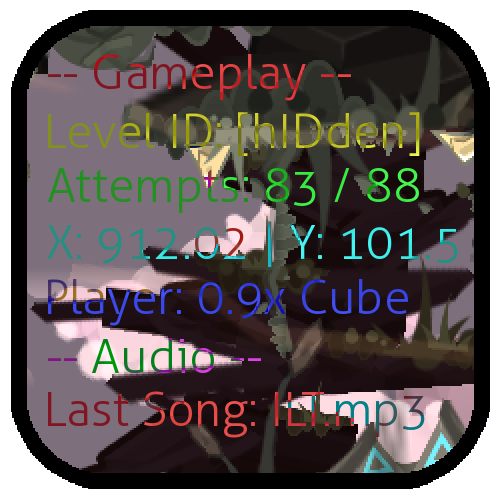 -- Gameplay --
Level ID: [hIDden]
Attempts: 83 / 88
X: 912.02 | Y: 101.5
Player: 0.9x Cube
-- Audio --
Last Song: ILT.mp3